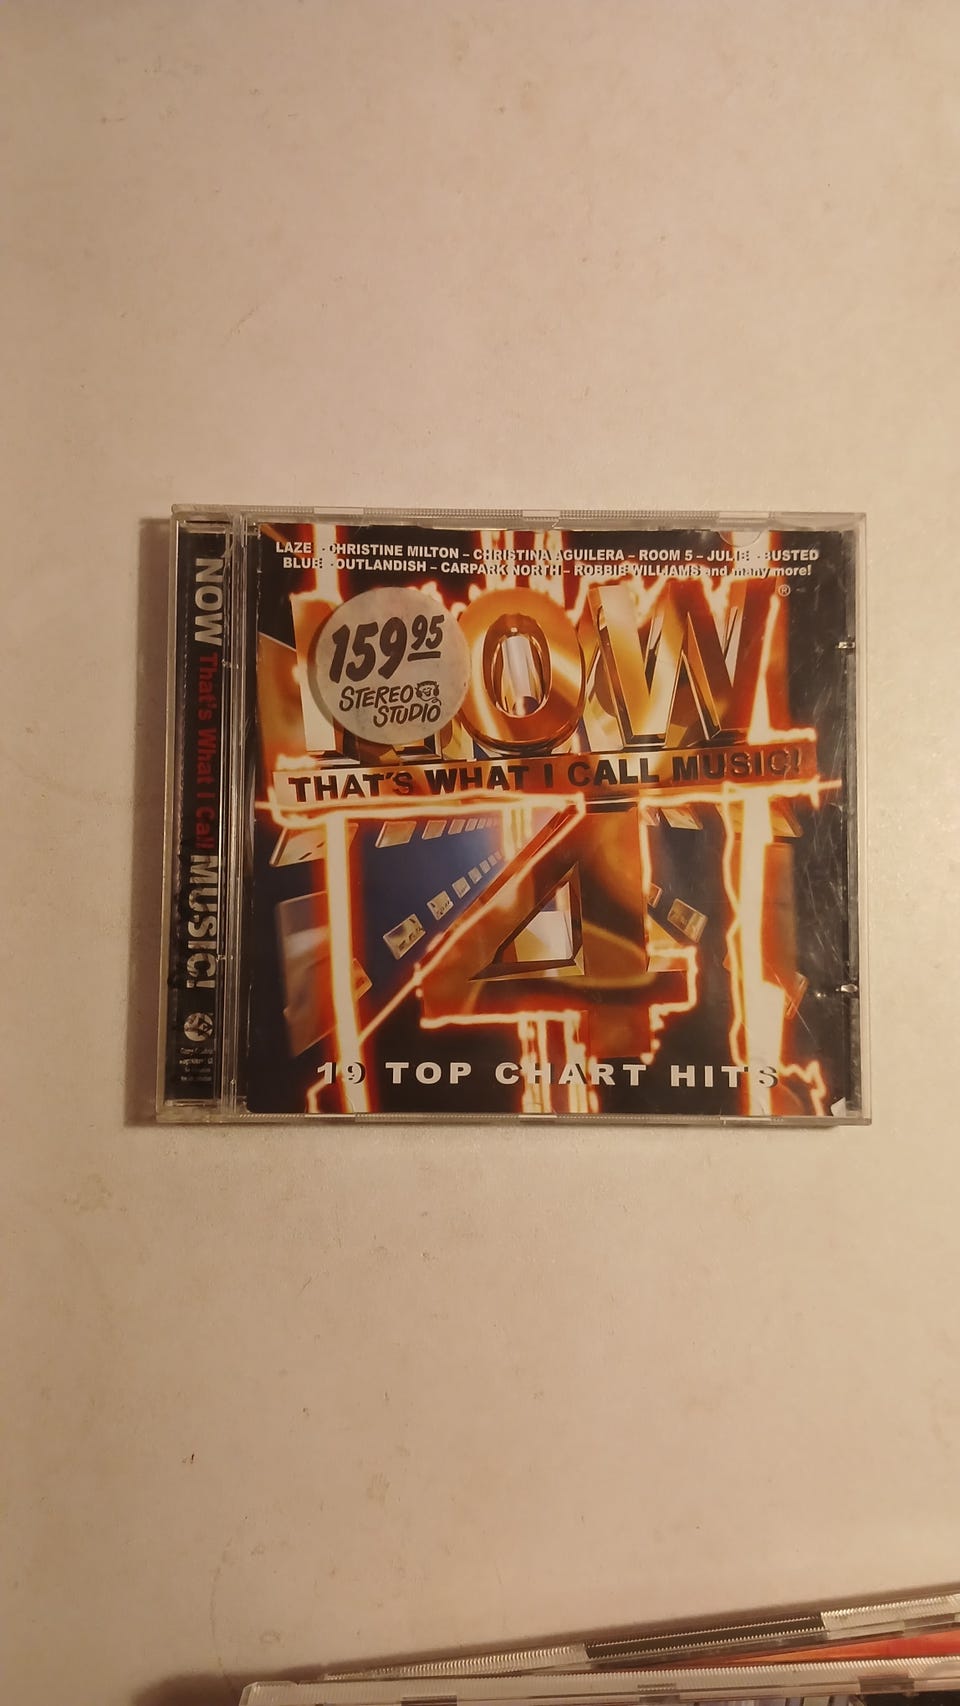 LAZE - CHRISTINE MILTON – CHRISTINA AGUILERA – ROOM 5 – JULIE - BUSTED
BLUE - OUTLANDISH – CARPARK NORTH – ROBBIE WILLIAMS and many more!
NOW®
159 95
STEREO
STUDIO
THAT'S WHAT I CALL MUSIC!
4
19 TOP CHART HITS
NOW That's What I Call MUSIC!